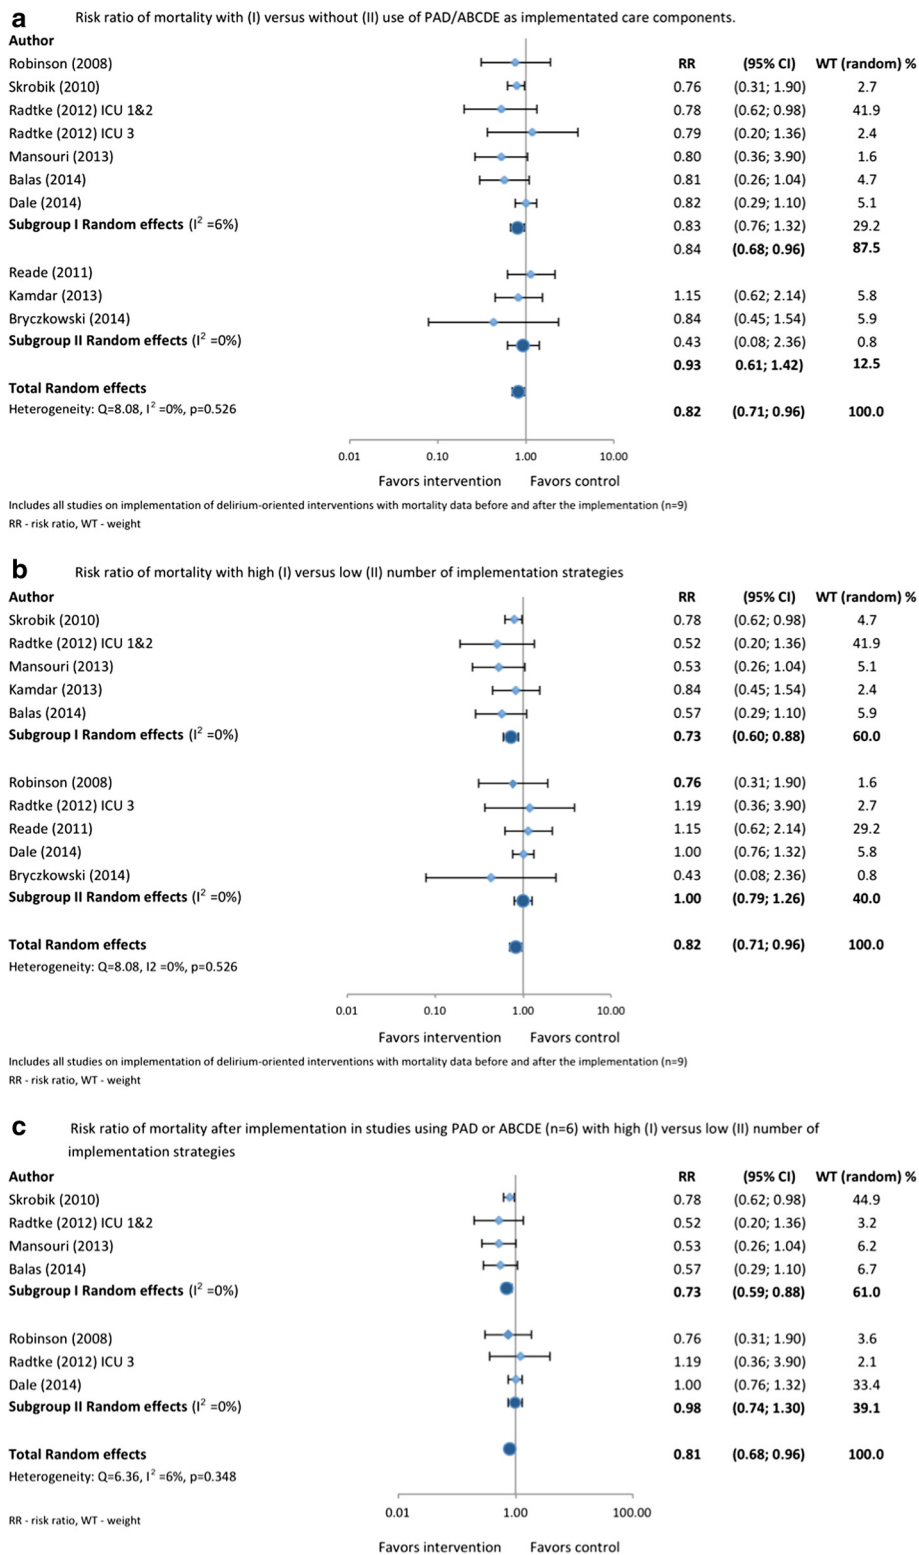 a Risk ratio of mortality with (I) versus without (II) use of PAD/ABCDE as implementated care components.
Author
Robinson (2008) RR (95% CI) WT (random) %
Skrobik (2010) 0.76 (0.31; 1.90) 2.7
Radtke (2012) ICU 1&2 0.78 (0.62; 0.98) 41.9
Radtke (2012) ICU 3 0.79 (0.20; 1.36) 2.4
Mansouri (2013) 0.80 (0.36; 3.90) 1.6
Balas (2014) 0.81 (0.26; 1.04) 4.7
Dale (2014) 0.82 (0.29; 1.10) 5.1
Subgroup I Random effects (I² =6%) 0.83 (0.76; 1.32) 29.2
0.84 (0.68; 0.96) 87.5
Reade (2011)
Kamdar (2013) 1.15 (0.62; 2.14) 5.8
Bryczkowski (2014) 0.84 (0.45; 1.54) 5.9
Subgroup II Random effects (I² =0%) 0.43 (0.08; 2.36) 0.8
0.93 0.61; 1.42) 12.5
Total Random effects
Heterogeneity: Q=8.08, I² =0%, p=0.526 0.82 (0.71; 0.96) 100.0
0.01 0.10 1.00 10.00
Favors intervention Favors control
Includes all studies on implementation of delirium-oriented interventions with mortality data before and after the implementation (n=9)
RR - risk ratio, WT - weight
b Risk ratio of mortality with high (I) versus low (II) number of implementation strategies
Author RR (95% CI) WT (random) %
Skrobik (2010) 0.78 (0.62; 0.98) 4.7
Radtke (2012) ICU 1&2 0.52 (0.20; 1.36) 41.9
Mansouri (2013) 0.53 (0.26; 1.04) 5.1
Kamdar (2013) 0.84 (0.45; 1.54) 2.4
Balas (2014) 0.57 (0.29; 1.10) 5.9
Subgroup I Random effects (I² =0%) 0.73 (0.60; 0.88) 60.0
Robinson (2008) 0.76 (0.31; 1.90) 1.6
Radtke (2012) ICU 3 1.19 (0.36; 3.90) 2.7
Reade (2011) 1.15 (0.62; 2.14) 29.2
Dale (2014) 1.00 (0.76; 1.32) 5.8
Bryczkowski (2014) 0.43 (0.08; 2.36) 0.8
Subgroup II Random effects (I² =0%) 1.00 (0.79; 1.26) 40.0
Total Random effects 0.82 (0.71; 0.96) 100.0
Heterogeneity: Q=8.08, I2 =0%, p=0.526
0.01 0.10 1.00 10.00
Favors intervention Favors control
Includes all studies on implementation of delirium-oriented interventions with mortality data before and after the implementation (n=9)
RR - risk ratio, WT - weight
c Risk ratio of mortality after implementation in studies using PAD or ABCDE (n=6) with high (I) versus low (II) number of
implementation strategies
Author RR (95% CI) WT (random) %
Skrobik (2010) 0.78 (0.62; 0.98) 44.9
Radtke (2012) ICU 1&2 0.52 (0.20; 1.36) 3.2
Mansouri (2013) 0.53 (0.26; 1.04) 6.2
Balas (2014) 0.57 (0.29; 1.10) 6.7
Subgroup I Random effects (I² =0%) 0.73 (0.59; 0.88) 61.0
Robinson (2008) 0.76 (0.31; 1.90) 3.6
Radtke (2012) ICU 3 1.19 (0.36; 3.90) 2.1
Dale (2014) 1.00 (0.76; 1.32) 33.4
Subgroup II Random effects (I² =0%) 0.98 (0.74; 1.30) 39.1
Total Random effects 0.81 (0.68; 0.96) 100.0
Heterogeneity: Q=6.36, I² =6%, p=0.348
0.01 1.00 100.00
RR - risk ratio, WT - weight
Favors intervention Favors control